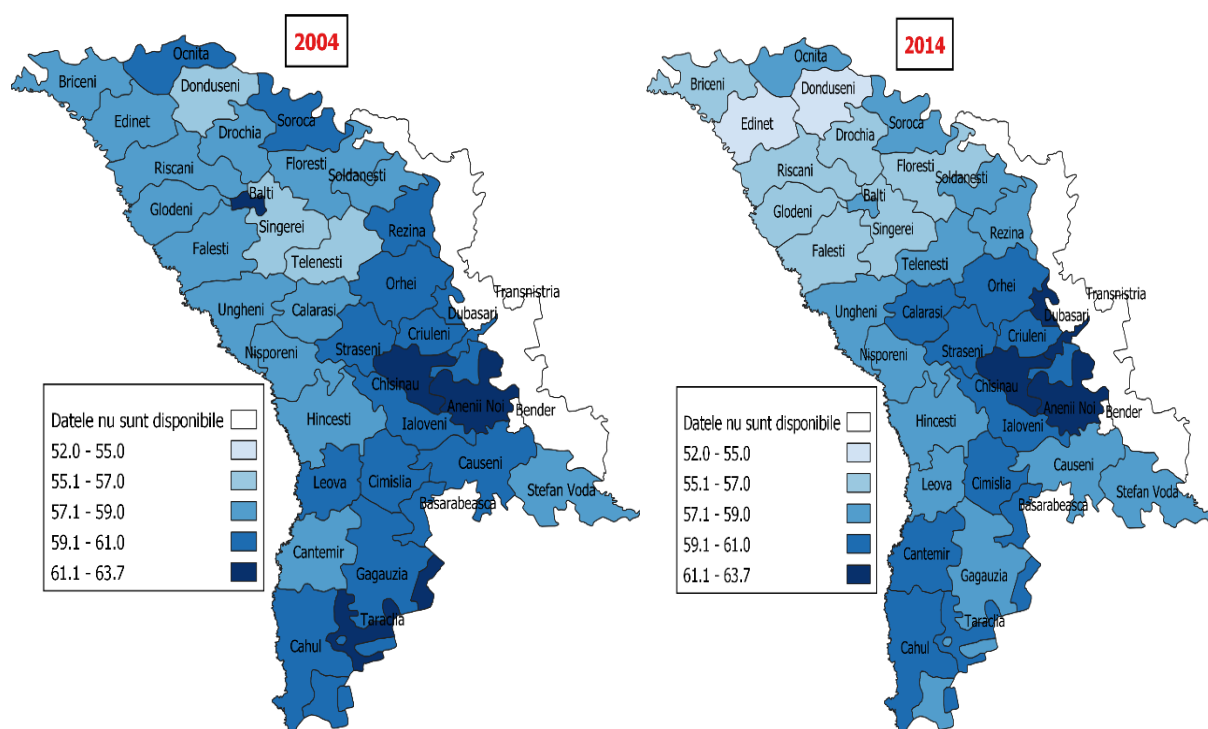 2004
Ocnita
Briceni
Donduseni
Edinet
Soroca
Drochia
Riscani
Floresti
Soldanesti
Balti
Glodeni
Singerei
Falesti
Rezina
Telenesti
Orhei
Transnistria
Ungheni
Calarasi
Dubasari
Criuleni
Nisporeni
Straseni
Chisinau
Anenii Noi
Bender
Hincesti
Ialoveni
Causeni
Leova
Cimislia
Stefan Voda
Basarabeasca
Cantemir
Gagauzia
Taraclia
Cahul
Datele nu sunt disponibile
52.0 - 55.0
55.1 - 57.0
57.1 - 59.0
59.1 - 61.0
61.1 - 63.7
2014
Ocnita
Briceni
Donduseni
Edinet
Soroca
Drochia
Riscani
Floresti
Soldanesti
Balti
Glodeni
Singerei
Falesti
Rezina
Telenesti
Orhei
Transnistria
Ungheni
Calarasi
Dubasari
Criuleni
Nisporeni
Straseni
Chisinau
Anenii Noi
Bender
Hincesti
Ialoveni
Causeni
Leova
Cimislia
Stefan Voda
Basarabeasca
Cantemir
Gagauzia
Taraclia
Cahul
Datele nu sunt disponibile
52.0 - 55.0
55.1 - 57.0
57.1 - 59.0
59.1 - 61.0
61.1 - 63.7